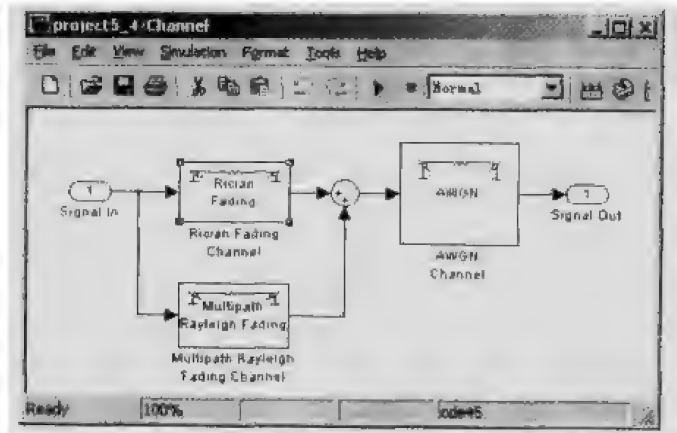 project5_4/Channel
File Edit View Simulation Format Tools Help
Normal
1
Signal In
Rician
Fading
Rician Fading
Channel
Multipath
Rayleigh Fading
Multipath Rayleigh
Fading Channel
AWGN
AWGN
Channel
1
Signal Out
Ready 100% ode45